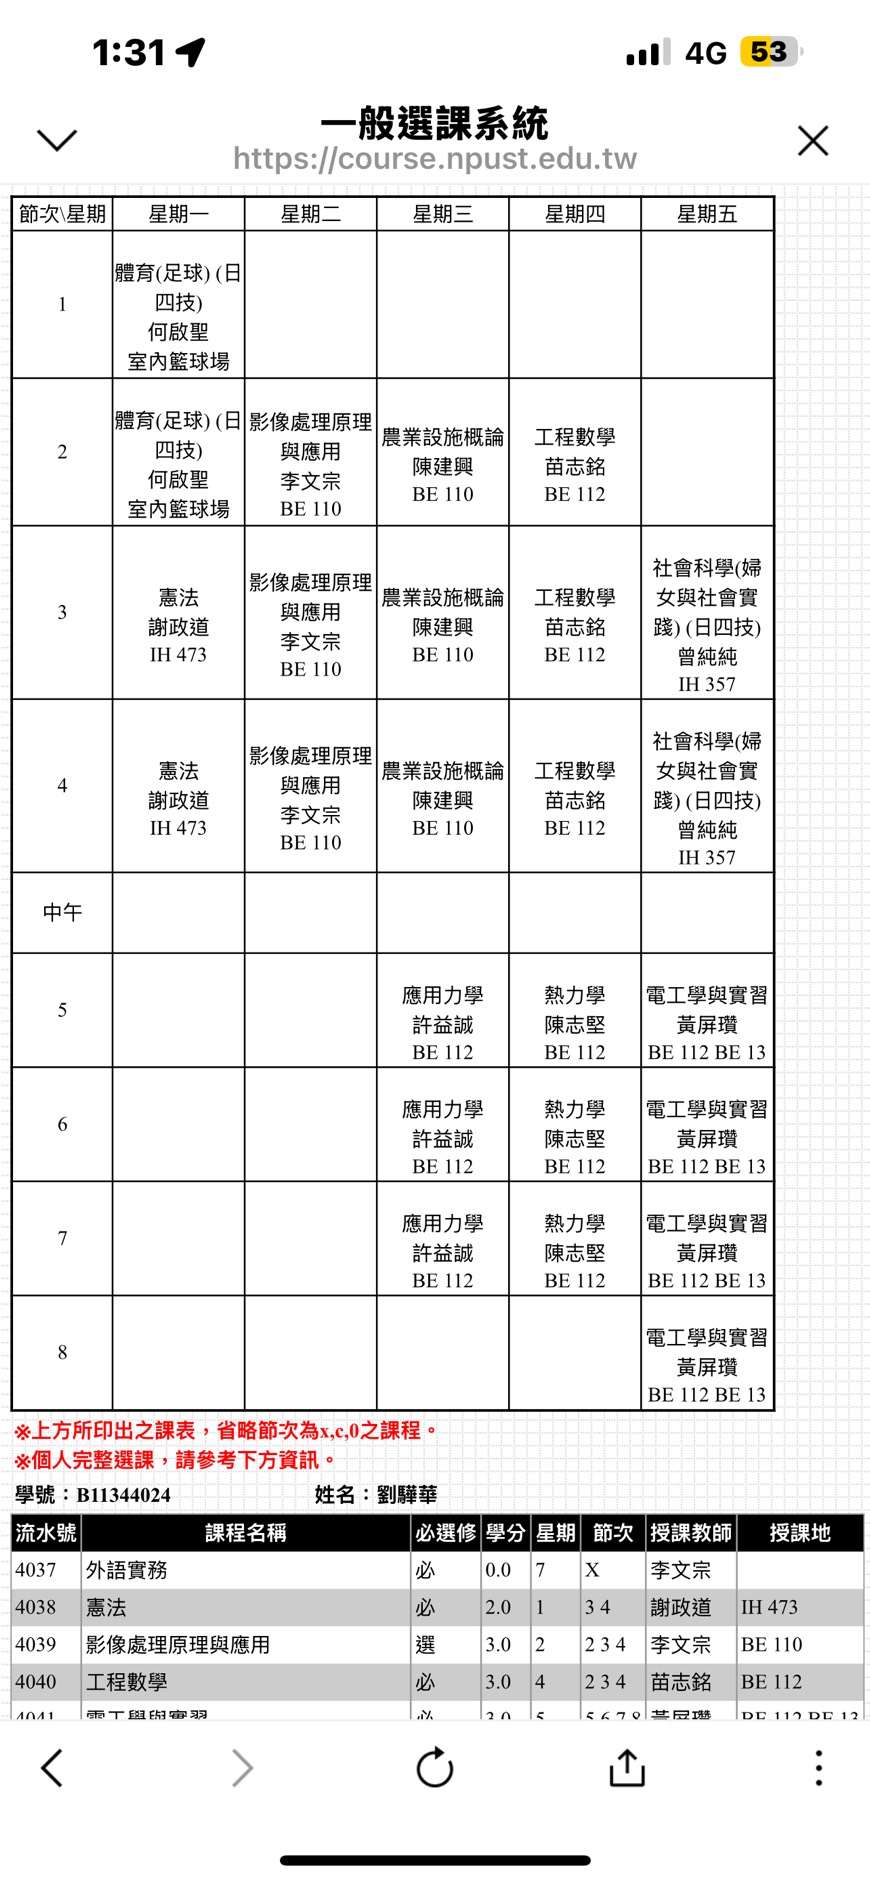 1:31
4G 53
一般選課系統
https://course.npust.edu.tw
節次\星期 星期一 星期二 星期三 星期四 星期五
1
體育(足球) (日
四技)
何啟聖
室內籃球場
2
體育(足球) (日
四技)
何啟聖
室內籃球場
影像處理原理
與應用
李文宗
BE 110
農業設施概論
陳建興
BE 110
工程數學
苗志銘
BE 112
3
憲法
謝政道
IH 473
影像處理原理
與應用
李文宗
BE 110
農業設施概論
陳建興
BE 110
工程數學
苗志銘
BE 112
社會科學(婦
女與社會實
踐) (日四技)
曾純純
IH 357
4
憲法
謝政道
IH 473
影像處理原理
與應用
李文宗
BE 110
農業設施概論
陳建興
BE 110
工程數學
苗志銘
BE 112
社會科學(婦
女與社會實
踐) (日四技)
曾純純
IH 357
中午
5
應用力學
許益誠
BE 112
熱力學
陳志堅
BE 112
電工學與實習
黃屏瓚
BE 112 BE 13
6
應用力學
許益誠
BE 112
熱力學
陳志堅
BE 112
電工學與實習
黃屏瓚
BE 112 BE 13
7
應用力學
許益誠
BE 112
熱力學
陳志堅
BE 112
電工學與實習
黃屏瓚
BE 112 BE 13
8
電工學與實習
黃屏瓚
BE 112 BE 13
※上方所印出之課表，省略節次為x,c,0之課程。
※個人完整選課，請參考下方資訊。
學號：B11344024 姓名：劉驊華
流水號 課程名稱 必選修 學分 星期 節次 授課教師 授課地
4037 外語實務 必 0.0 7 X 李文宗
4038 憲法 必 2.0 1 3 4 謝政道 IH 473
4039 影像處理原理與應用 選 3.0 2 2 3 4 李文宗 BE 110
4040 工程數學 必 3.0 4 2 3 4 苗志銘 BE 112
4041 電工學與實習 必 3.0 5 5 6 7 8 黃屏瓚 BE 112 BE 13